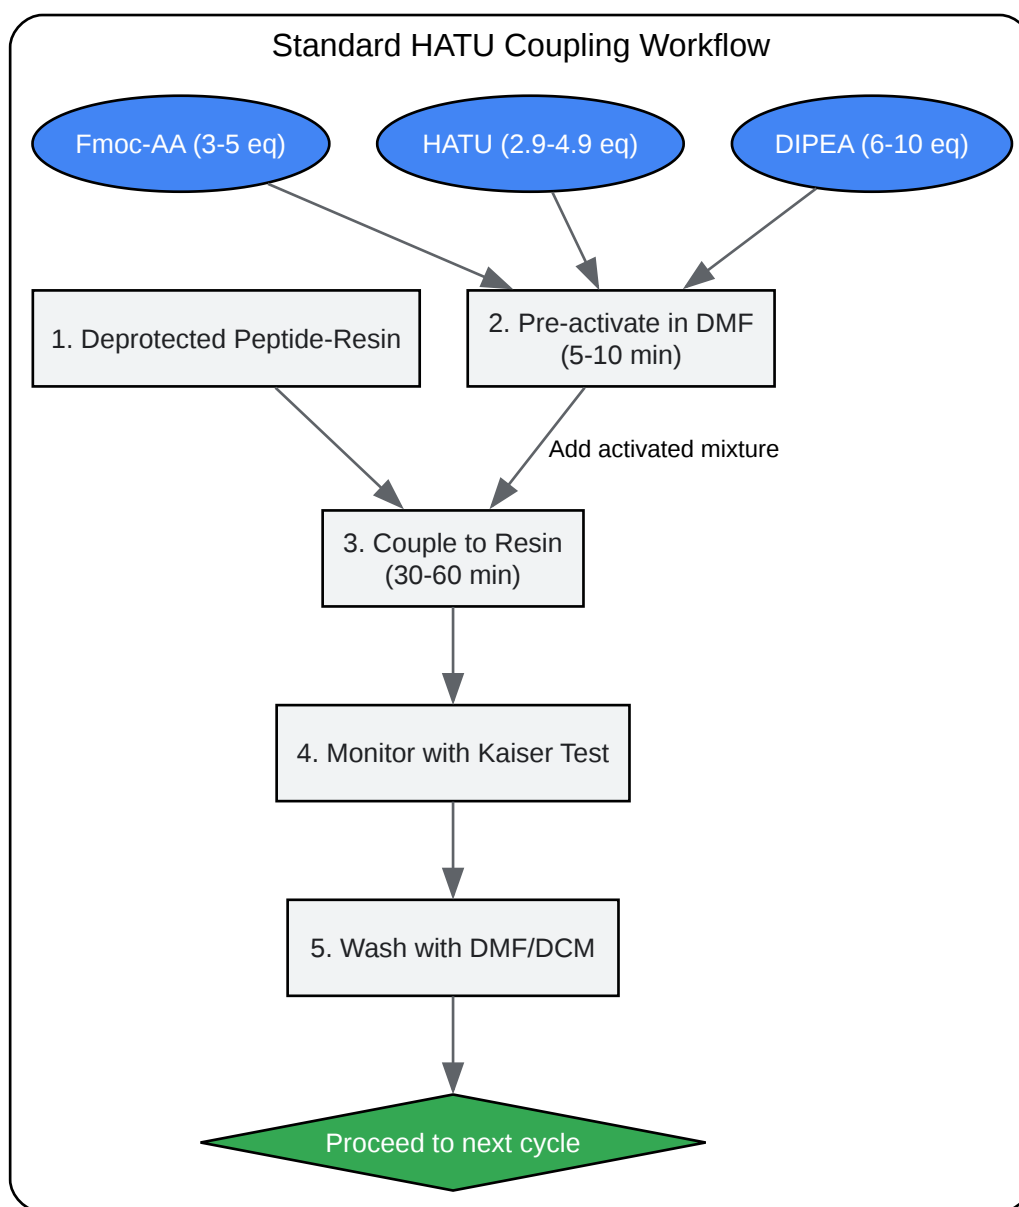 Standard HATU Coupling Workflow
Fmoc-AA (3-5 eq)
HATU (2.9-4.9 eq)
DIPEA (6-10 eq)
1. Deprotected Peptide-Resin
2. Pre-activate in DMF
(5-10 min)
Add activated mixture
3. Couple to Resin
(30-60 min)
4. Monitor with Kaiser Test
5. Wash with DMF/DCM
Proceed to next cycle